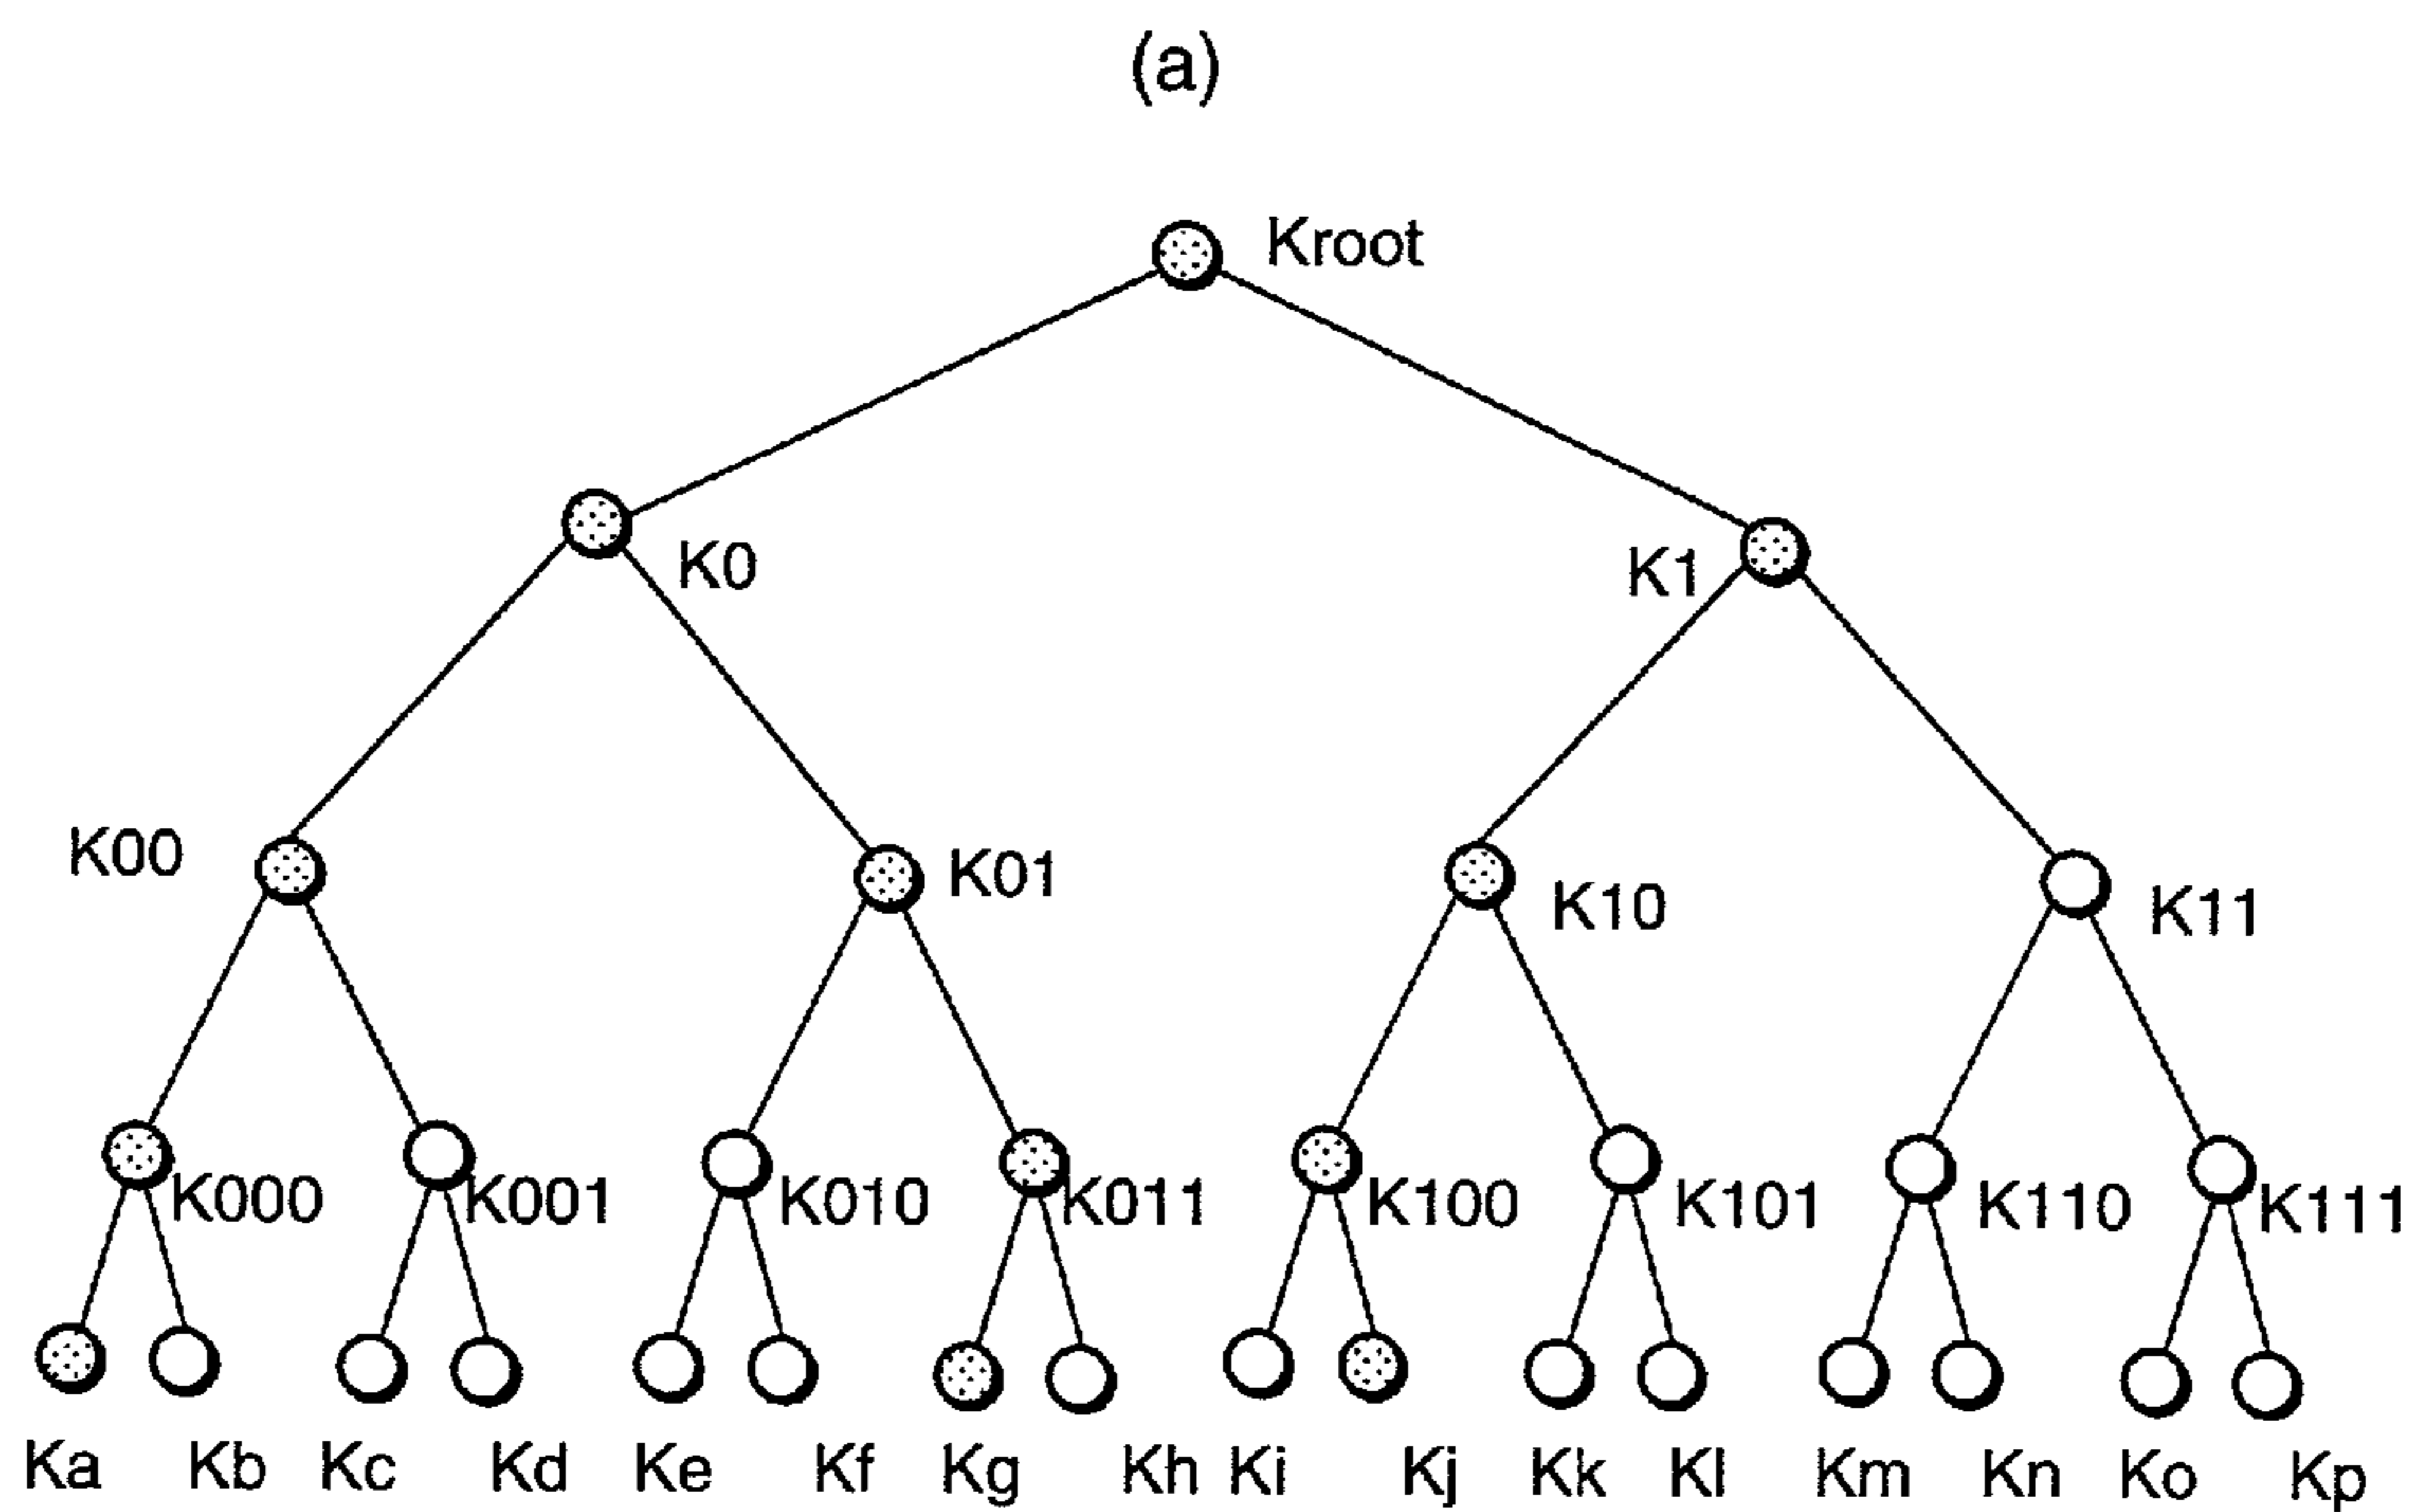 (a)
Kroot
K0
K1
K00
K01
K10
K11
K000 K001 K010 K011 K100 K101 K110 K111
Ka Kb Kc Kd Ke Kf Kg Kh Ki Kj Kk Kl Km Kn Ko Kp